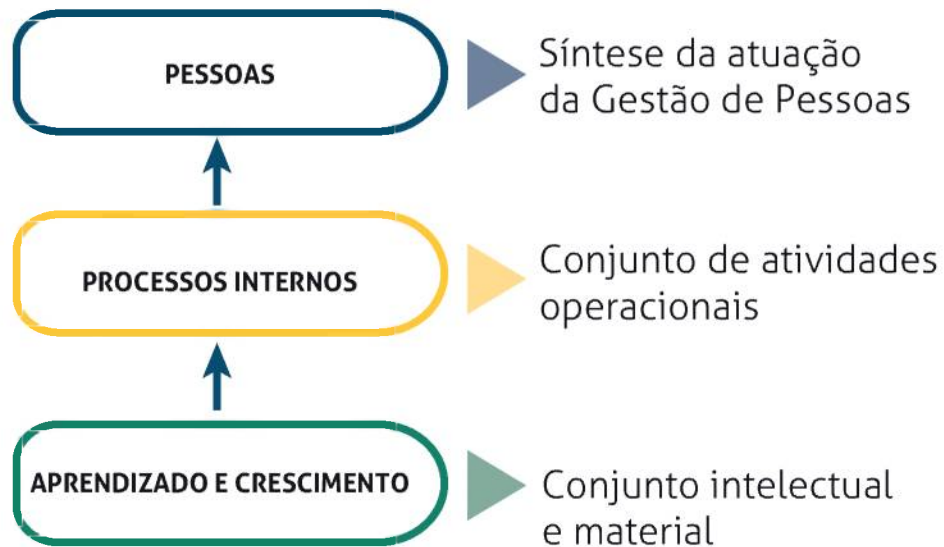 PESSOAS
Síntese da atuação
da Gestão de Pessoas
PROCESSOS INTERNOS
Conjunto de atividades
operacionais
APRENDIZADO E CRESCIMENTO
Conjunto intelectual
e material